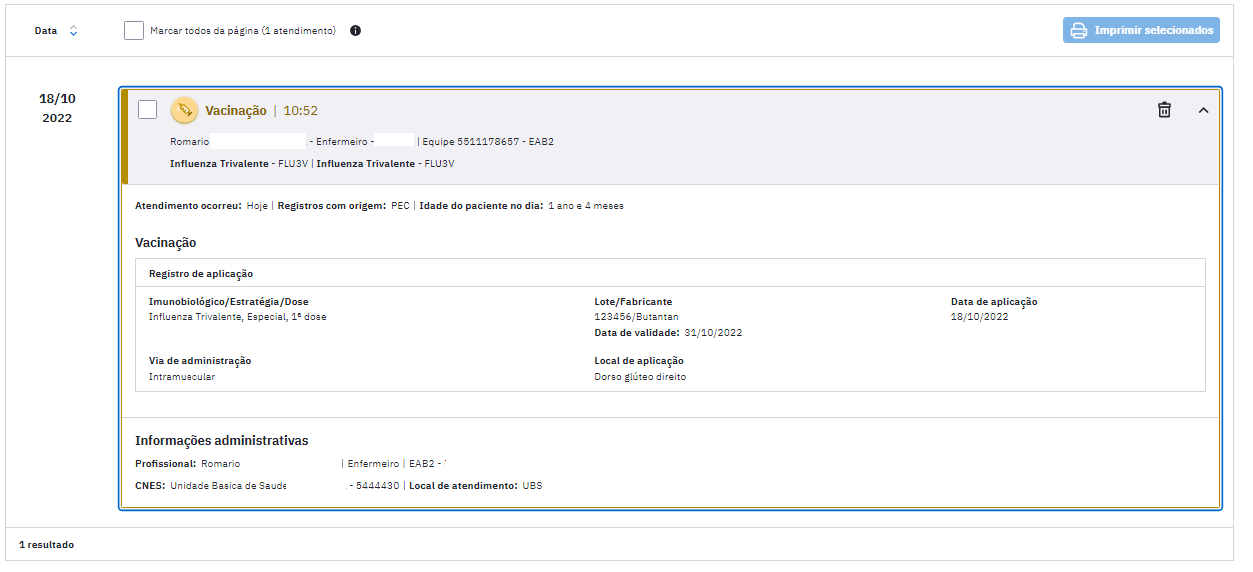 Data Marcar todos da página (1 atendimento) Imprimir selecionados
18/10
2022
Vacinação | 10:52
Romario - Enfermeiro - | Equipe 5511178657 - EAB2
Influenza Trivalente - FLU3V | Influenza Trivalente - FLU3V
Atendimento ocorreu: Hoje | Registros com origem: PEC | Idade do paciente no dia: 1 ano e 4 meses
Vacinação
Registro de aplicação
Imunobiológico/Estratégia/Dose
Influenza Trivalente, Especial, 1ª dose
Lote/Fabricante
123456/Butantan
Data de validade: 31/10/2022
Data de aplicação
18/10/2022
Via de administração
Intramuscular
Local de aplicação
Dorso glúteo direito
Informações administrativas
Profissional: Romario | Enfermeiro | EAB2 -
CNES: Unidade Basica de Saude - 5444430 | Local de atendimento: UBS
1 resultado